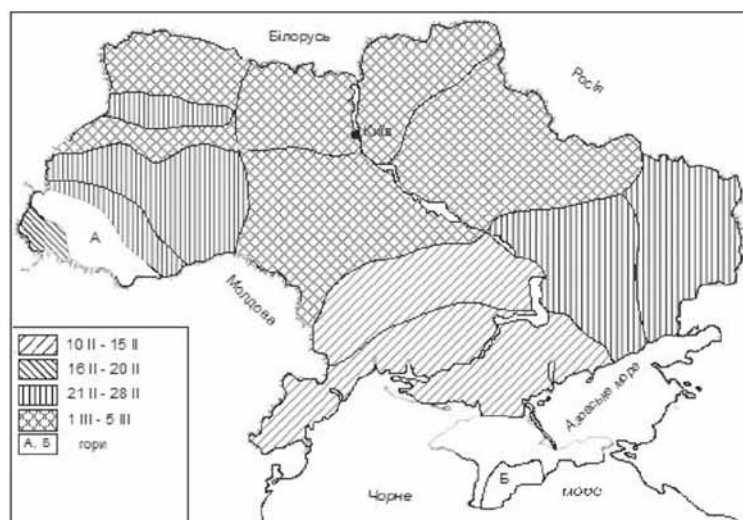 Білорусь
Росія
Київ
А
Молдова
10 II - 15 II
16 II - 20 II
21 II - 28 II
1 III - 5 III
А, Б гори
Азовське море
Б
Чорне море